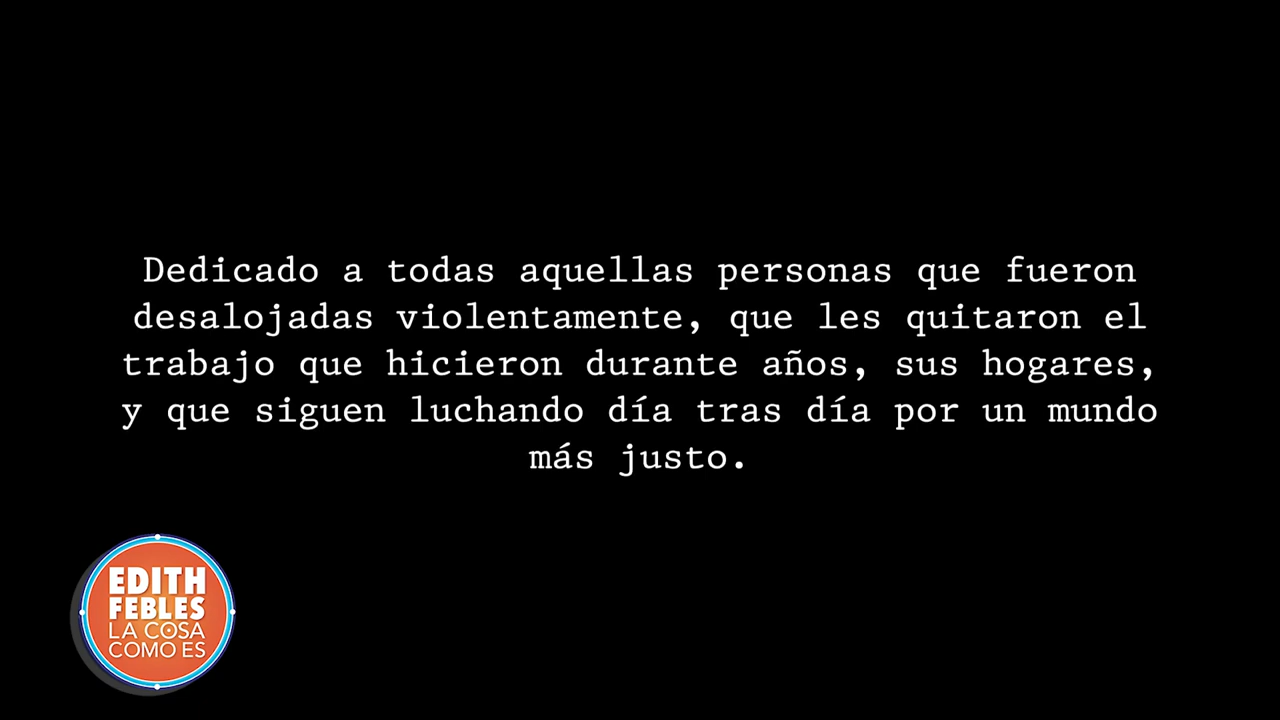 Dedicado a todas aquellas personas que fueron
desalojadas violentamente, que les quitaron el
trabajo que hicieron durante años, sus hogares,
y que siguen luchando día tras día por un mundo
más justo.
EDITH
FEBLES
LA COSA
COMO ES